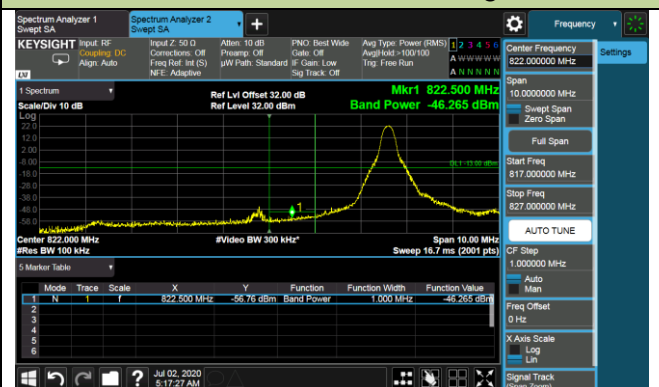 Spectrum Analyzer 1
Swept SA
Spectrum Analyzer 2
Swept SA
+
Frequency
KEYSIGHT
Input: RF
Coupling: DC
Align: Auto
Input Z: 50 Ω
Corrections: Off
Freq Ref: Int (S)
NFE: Adaptive
Atten: 10 dB
Preamp: Off
µW Path: Standard
PNO: Best Wide
Gate: Off
IF Gain: Low
Sig Track: Off
Avg Type: Power (RMS)
Avg|Hold:>100/100
Trig: Free Run
1 2 3 4 5 6
A W W W W W
A N N N N N
LXI
Center Frequency
822.000000 MHz
Settings
1 Spectrum
Scale/Div 10 dB
Ref Lvl Offset 32.00 dB
Ref Level 32.00 dBm
Mkr1 822.500 MHz
Band Power -46.265 dBm
Log
22.0
12.0
2.00
-8.00
-18.0
-28.0
-38.0
-48.0
-58.0
DL1 -13.00 dBm
1
Center 822.000 MHz
#Res BW 100 kHz
#Video BW 300 kHz*
Span 10.00 MHz
Sweep 16.7 ms (2001 pts)
Span
10.0000000 MHz
Swept Span
Zero Span
Full Span
Start Freq
817.000000 MHz
Stop Freq
827.000000 MHz
AUTO TUNE
CF Step
1.000000 MHz
Auto
Man
Freq Offset
0 Hz
X Axis Scale
Log
Lin
Signal Track
(Span Zoom)
5 Marker Table
Mode Trace Scale X Y Function Function Width Function Value
1 N 1 f 822.500 MHz -56.76 dBm Band Power 1.000 MHz -46.265 dBm
2
3
4
5
6
?
Jul 02, 2020
5:17:27 AM